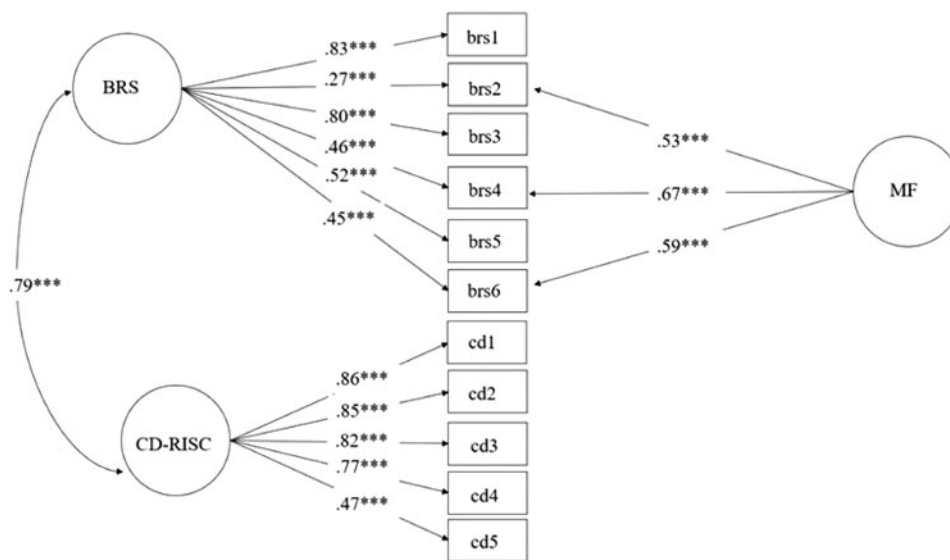 brs1
.83***
BRS
.27***
brs2
.80***
brs3
.53***
.46***
brs4
.67***
MF
.52***
.45***
brs5
.59***
brs6
.79***
cd1
.86***
cd2
.85***
CD-RISC
.82***
cd3
.77***
cd4
.47***
cd5